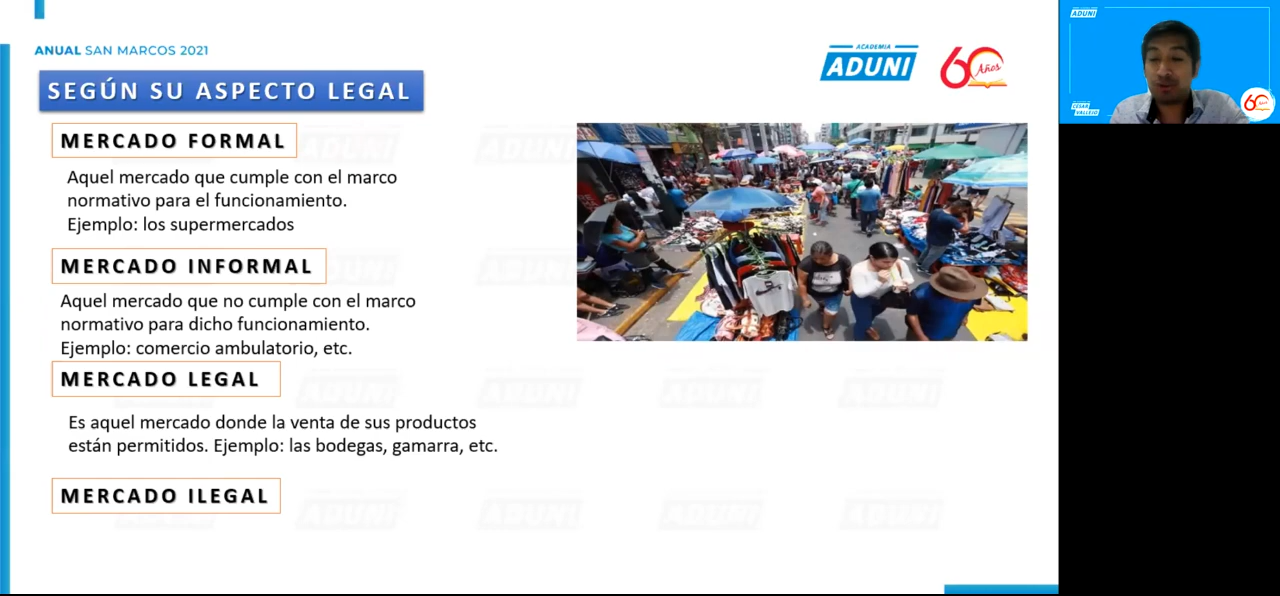 ANUAL SAN MARCOS 2021
ACADEMIA
ADUNI
60
Años
SEGÚN SU ASPECTO LEGAL
MERCADO FORMAL
Aquel mercado que cumple con el marco
normativo para el funcionamiento.
Ejemplo: los supermercados
MERCADO INFORMAL
Aquel mercado que no cumple con el marco
normativo para dicho funcionamiento.
Ejemplo: comercio ambulatorio, etc.
MERCADO LEGAL
Es aquel mercado donde la venta de sus productos
están permitidos. Ejemplo: las bodegas, gamarra, etc.
MERCADO ILEGAL
ADUNI
CESAR
VALLEJO
60